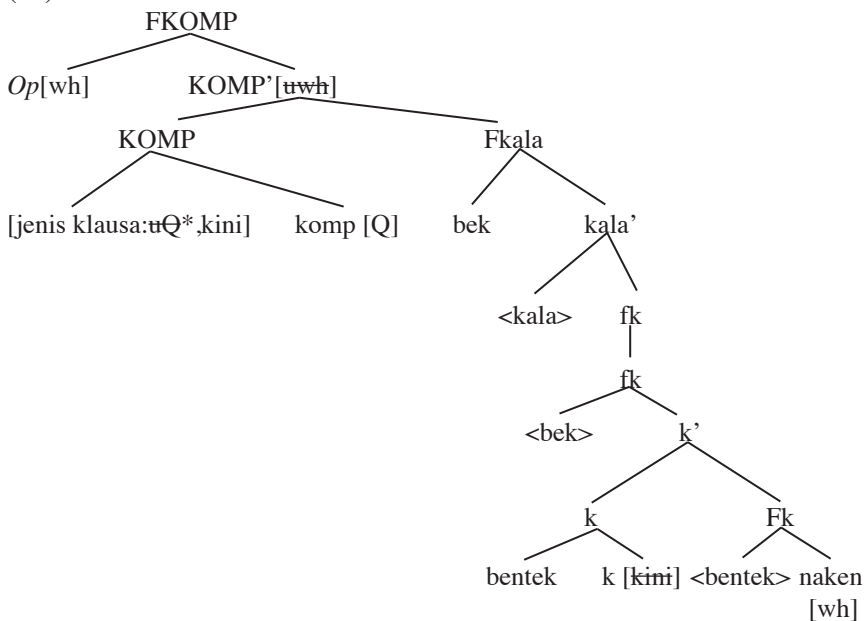 FKOMP
Op[wh] KOMP’[uwh]
KOMP Fkala
[jenis klausa:uQ*,kini] komp [Q] bek kala’
<kala> fk
fk
<bek> k’
k Fk
bentek k [kini] <bentek> naken
[wh]